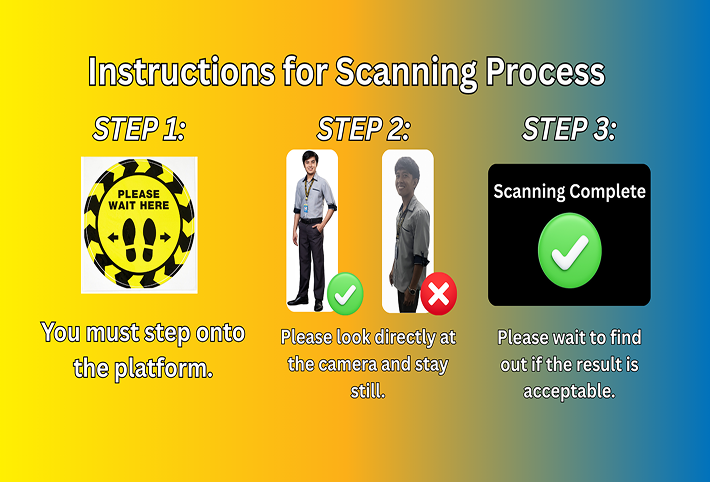 Instructions for Scanning Process
STEP 1:
PLEASE
WAIT HERE
You must step onto
the platform.
STEP 2:
Please look directly at
the camera and stay
still.
STEP 3:
Scanning Complete
Please wait to find
out if the result is
acceptable.